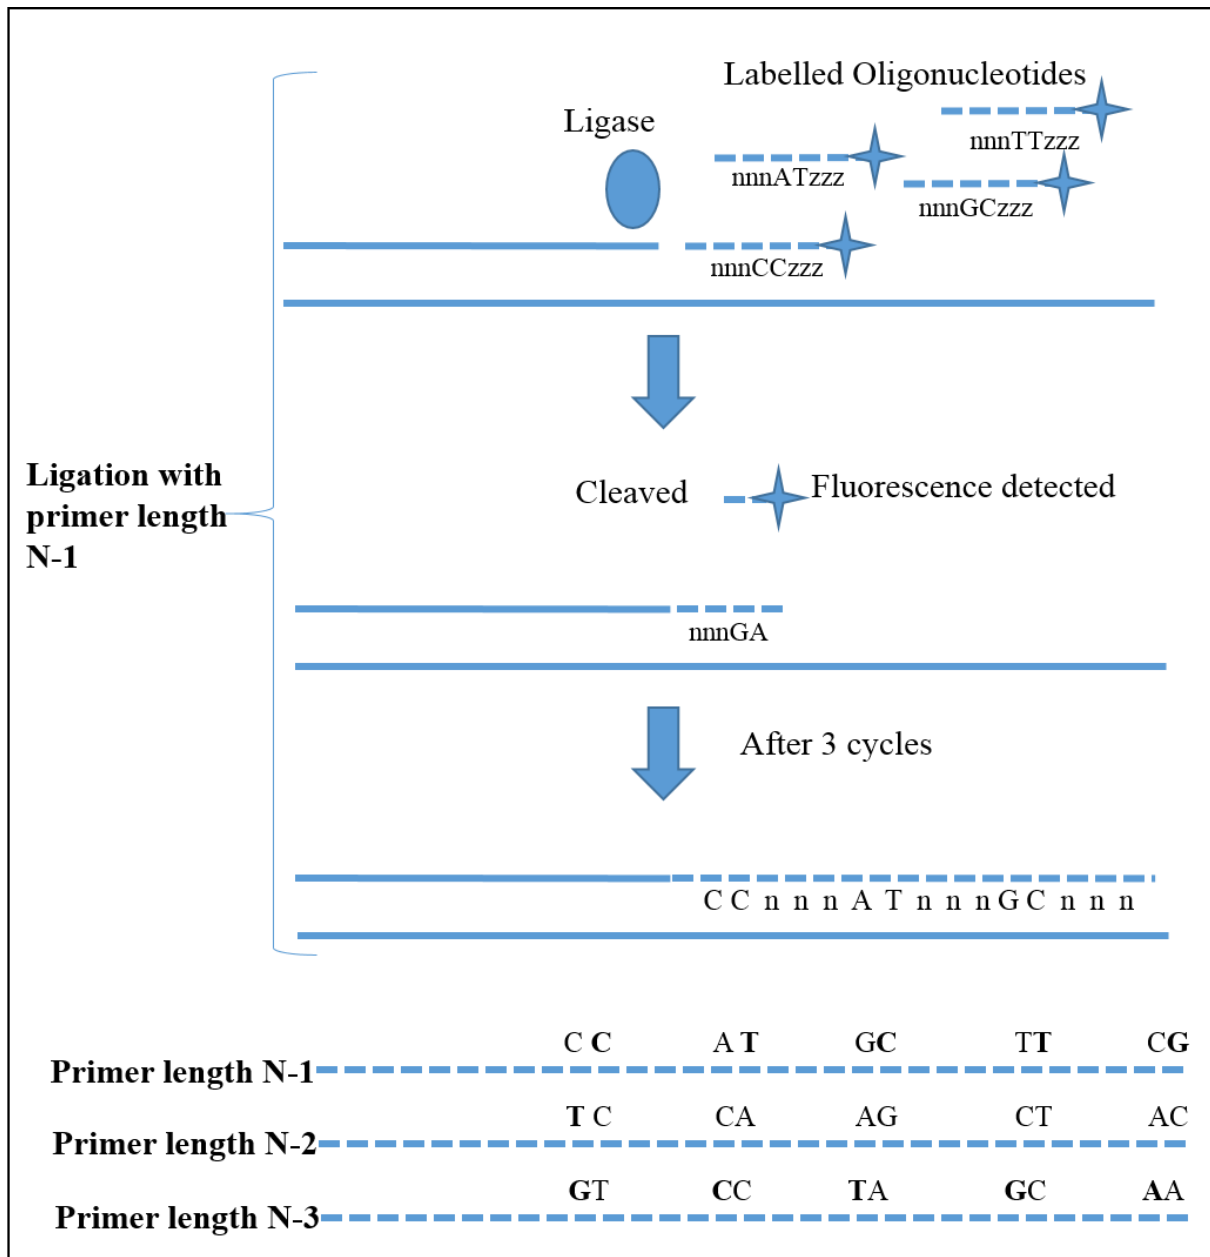 Labelled Oligonucleotides
Ligase
nnnTTzzz
nnnATzzz
nnnGCzzz
nnnCCzzz
Ligation with
primer length
N-1
Cleaved
Fluorescence detected
nnnGA
After 3 cycles
C C n n n A T n n n G C n n n
Primer length N-1 C C A T GC TT CG
Primer length N-2 T C CA AG CT AC
Primer length N-3 GT CC TA GC AA